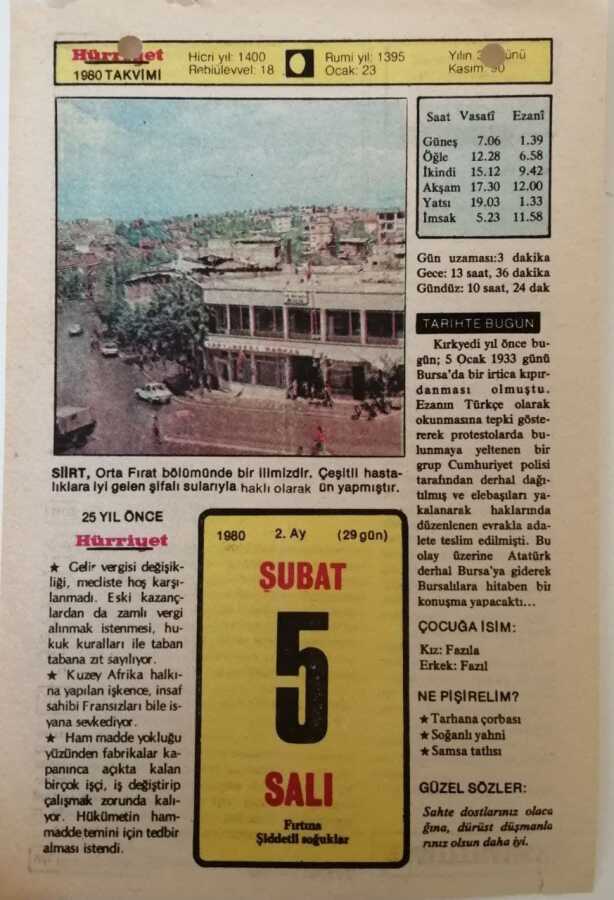 Hürriyet
1980 TAKVİMİ
Hicri yıl: 1400
Rebiülevvel: 18
Rumi yıl: 1395
Ocak: 23
Yılın günü
Kasım: 90
Saat Vasatî Ezanî
Güneş 7.06 1.39
Öğle 12.28 6.58
İkindi 15.12 9.42
Akşam 17.30 12.00
Yatsı 19.03 1.33
İmsak 5.23 11.58
Gün uzaması:3 dakika
Gece: 13 saat, 36 dakika
Gündüz: 10 saat, 24 dak
TARİHTE BUGÜN
Kırkyedi yıl önce bu-
gün; 5 Ocak 1933 günü
Bursa'da bir irtica kıpır-
danması olmuştu.
Ezanın Türkçe olarak
okunmasına tepki göste-
rerek protestolarda bu-
lunmaya yeltenen bir
grup Cumhuriyet polisi
tarafından derhal dağı-
tılmış ve elebaşıları ya-
kalanarak haklarında
düzenlenen evrakla ada-
lete teslim edilmişti. Bu
olay üzerine Atatürk
derhal Bursa'ya giderek
Bursalılara hitaben bir
konuşma yapacaktı...
ÇOCUĞA İSİM:
Kız: Fazıla
Erkek: Fazıl
NE PİŞİRELİM?
★ Tarhana çorbası
★ Soğanlı yahni
★ Samsa tatlısı
GÜZEL SÖZLER:
Sahte dostlarınız olaca
ğına, dürüst düşmanla
rınız olsun daha iyi.
SİİRT, Orta Fırat bölümünde bir ilimizdir. Çeşitli hasta-
lıklara iyi gelen şifalı sularıyla haklı olarak ün yapmıştır.
25 YIL ÖNCE
Hürriyet
★ Gelir vergisi değişik-
liği, mecliste hoş karşı-
lanmadı. Eski kazanç-
lardan da zamlı vergi
alınmak istenmesi, hu-
kuk kuralları ile taban
tabana zıt sayılıyor.
★ Kuzey Afrika halkı-
na yapılan işkence, insaf
sahibi Fransızları bile is-
yana sevkediyor.
★ Ham madde yokluğu
yüzünden fabrikalar ka-
panınca açıkta kalan
birçok işçi, iş değiştirip
çalışmak zorunda kalı-
yor. Hükümetin ham-
madde temini için tedbir
alması istendi.
1980 2. Ay (29 gün)
ŞUBAT
5
SALI
Fırtına
Şiddetli soğuklar